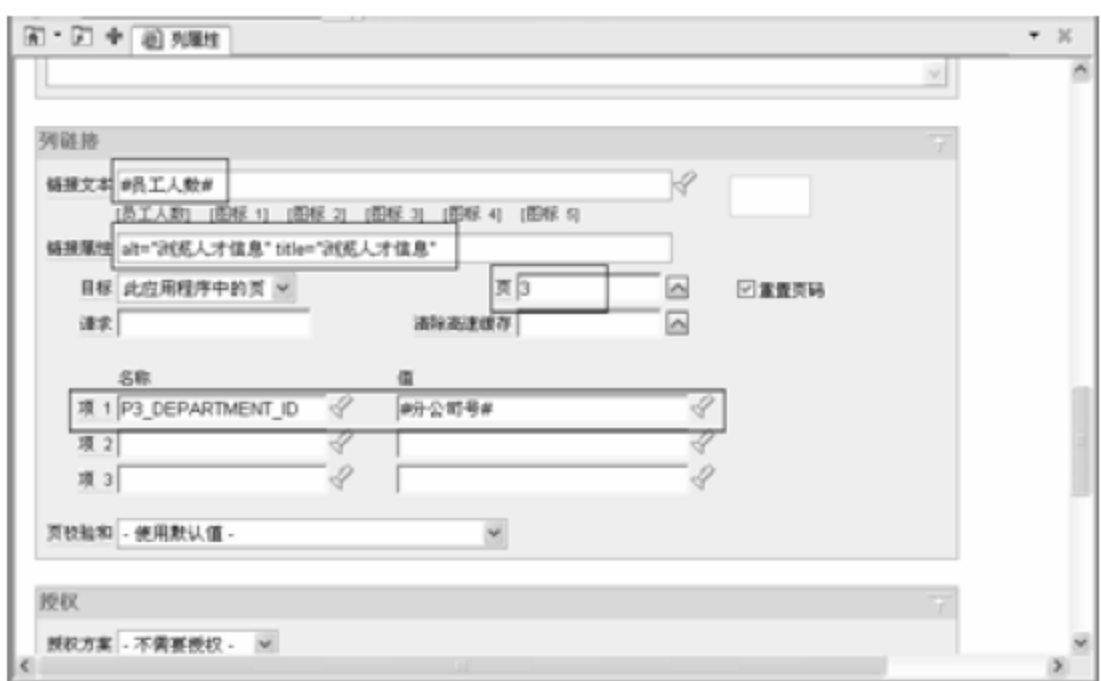 列属性
列链接
链接文本 #员工人数#
[员工人数] [图标 1] [图标 2] [图标 3] [图标 4] [图标 5]
链接属性 alt="浏览人才信息" title="浏览人才信息"
目标 此应用程序中的页 页 3 重置页码
请求 清除高速缓存
名称 值
项 1 P3_DEPARTMENT_ID #分公司号#
项 2
项 3
页校验和 - 使用默认值 -
授权
授权方案 - 不需要授权 -